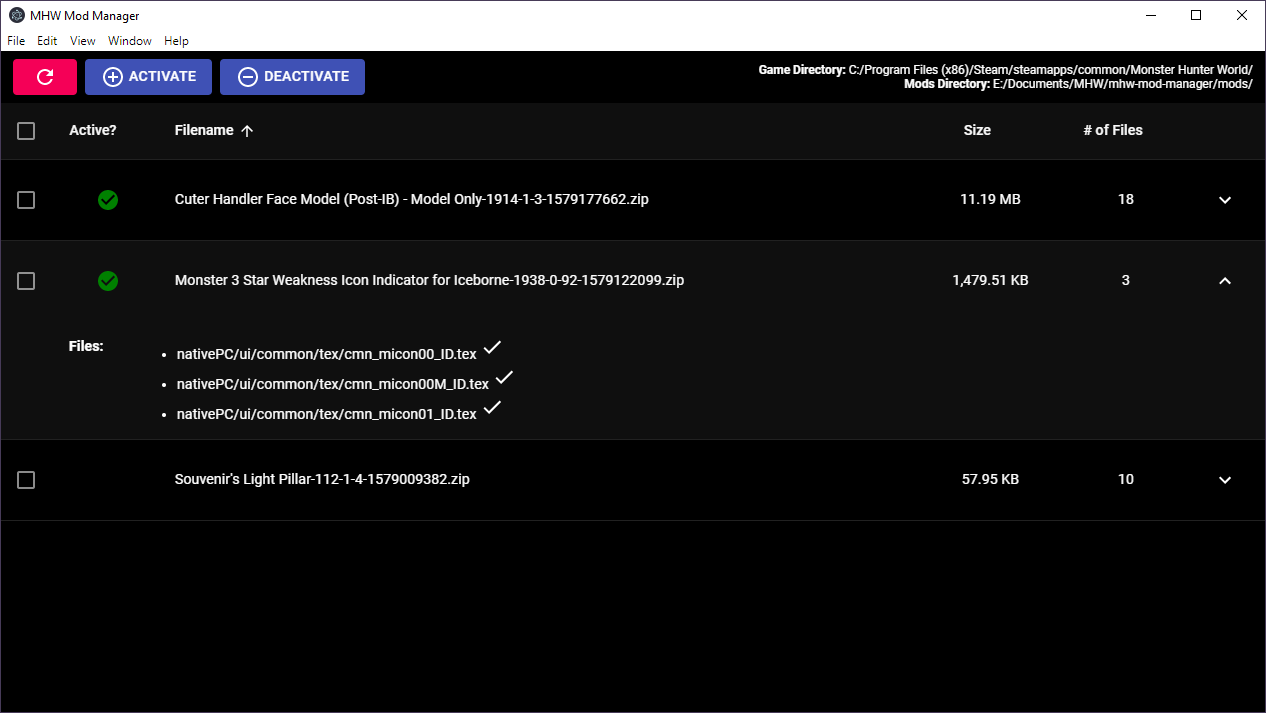 MHW Mod Manager
File Edit View Window Help
ACTIVATE DEACTIVATE
Game Directory: C:/Program Files (x86)/Steam/steamapps/common/Monster Hunter World/
Mods Directory: E:/Documents/MHW/mhw-mod-manager/mods/
Active? Filename Size # of Files
Cuter Handler Face Model (Post-IB) - Model Only-1914-1-3-1579177662.zip 11.19 MB 18
Monster 3 Star Weakness Icon Indicator for Iceborne-1938-0-92-1579122099.zip 1,479.51 KB 3
Files:
• nativePC/ui/common/tex/cmn_micon00_ID.tex
• nativePC/ui/common/tex/cmn_micon00M_ID.tex
• nativePC/ui/common/tex/cmn_micon01_ID.tex
Souvenir's Light Pillar-112-1-4-1579009382.zip 57.95 KB 10